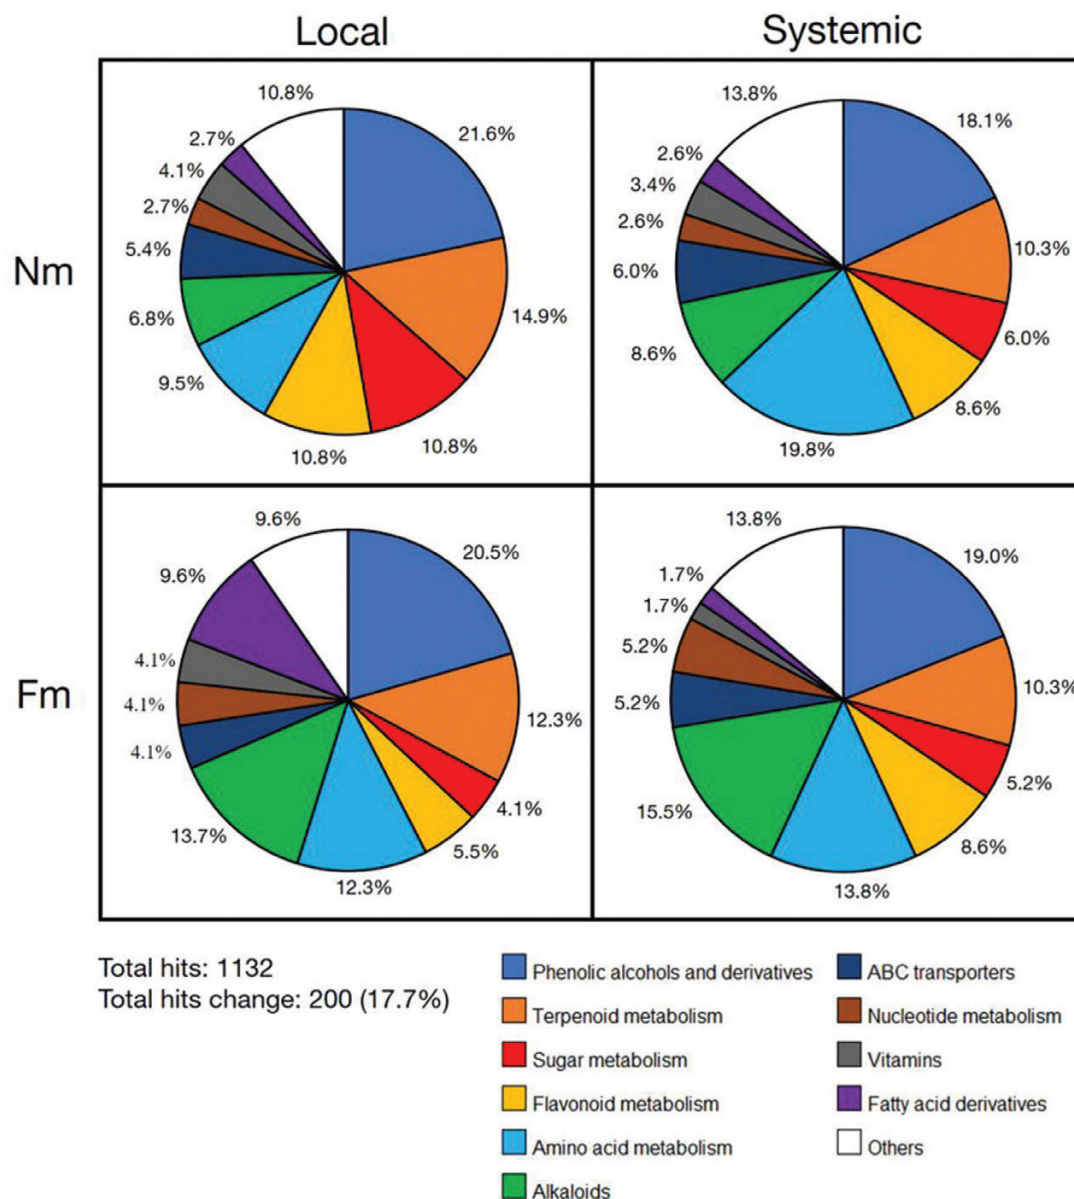 Local
Systemic
Nm
10.8%
21.6%
2.7%
4.1%
2.7%
5.4%
6.8%
9.5%
10.8%
10.8%
14.9%
13.8%
18.1%
2.6%
3.4%
2.6%
6.0%
8.6%
19.8%
8.6%
6.0%
10.3%
Fm
9.6%
20.5%
9.6%
4.1%
4.1%
4.1%
13.7%
12.3%
5.5%
4.1%
12.3%
13.8%
19.0%
1.7%
1.7%
5.2%
5.2%
15.5%
13.8%
8.6%
5.2%
10.3%
Total hits: 1132
Total hits change: 200 (17.7%)
Phenolic alcohols and derivatives
Terpenoid metabolism
Sugar metabolism
Flavonoid metabolism
Amino acid metabolism
Alkaloids
ABC transporters
Nucleotide metabolism
Vitamins
Fatty acid derivatives
Others